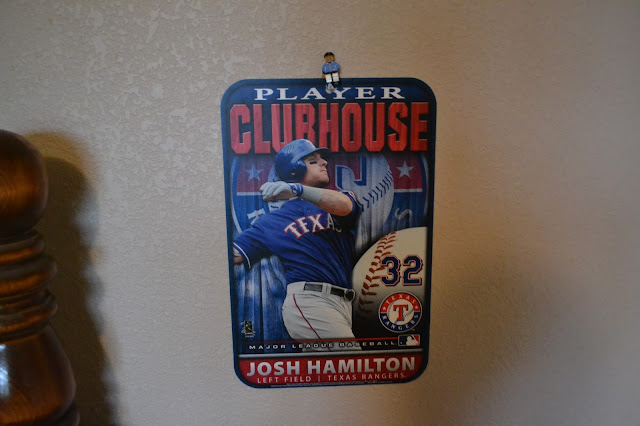 PLAYER
CLUBHOUSE
TEXAS
32
TEXAS
T
RANGERS
MAJOR LEAGUE BASEBALL
JOSH HAMILTON
LEFT FIELD | TEXAS RANGERS